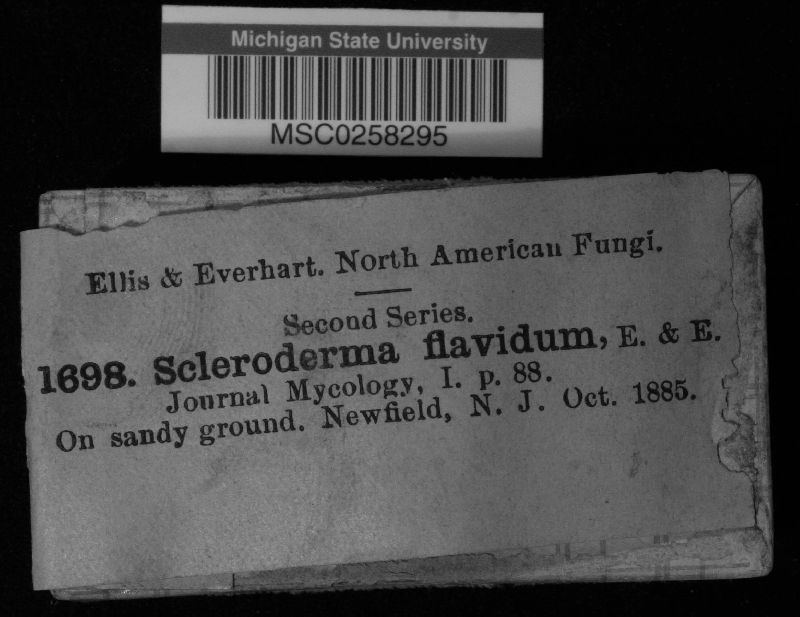 Michigan State University
MSC0258295
Ellis & Everhart. North American Fungi.
Second Series.
1698. Scleroderma flavidum, E. & E.
Journal Mycology, I. p. 88.
On sandy ground. Newfield, N. J. Oct. 1885.